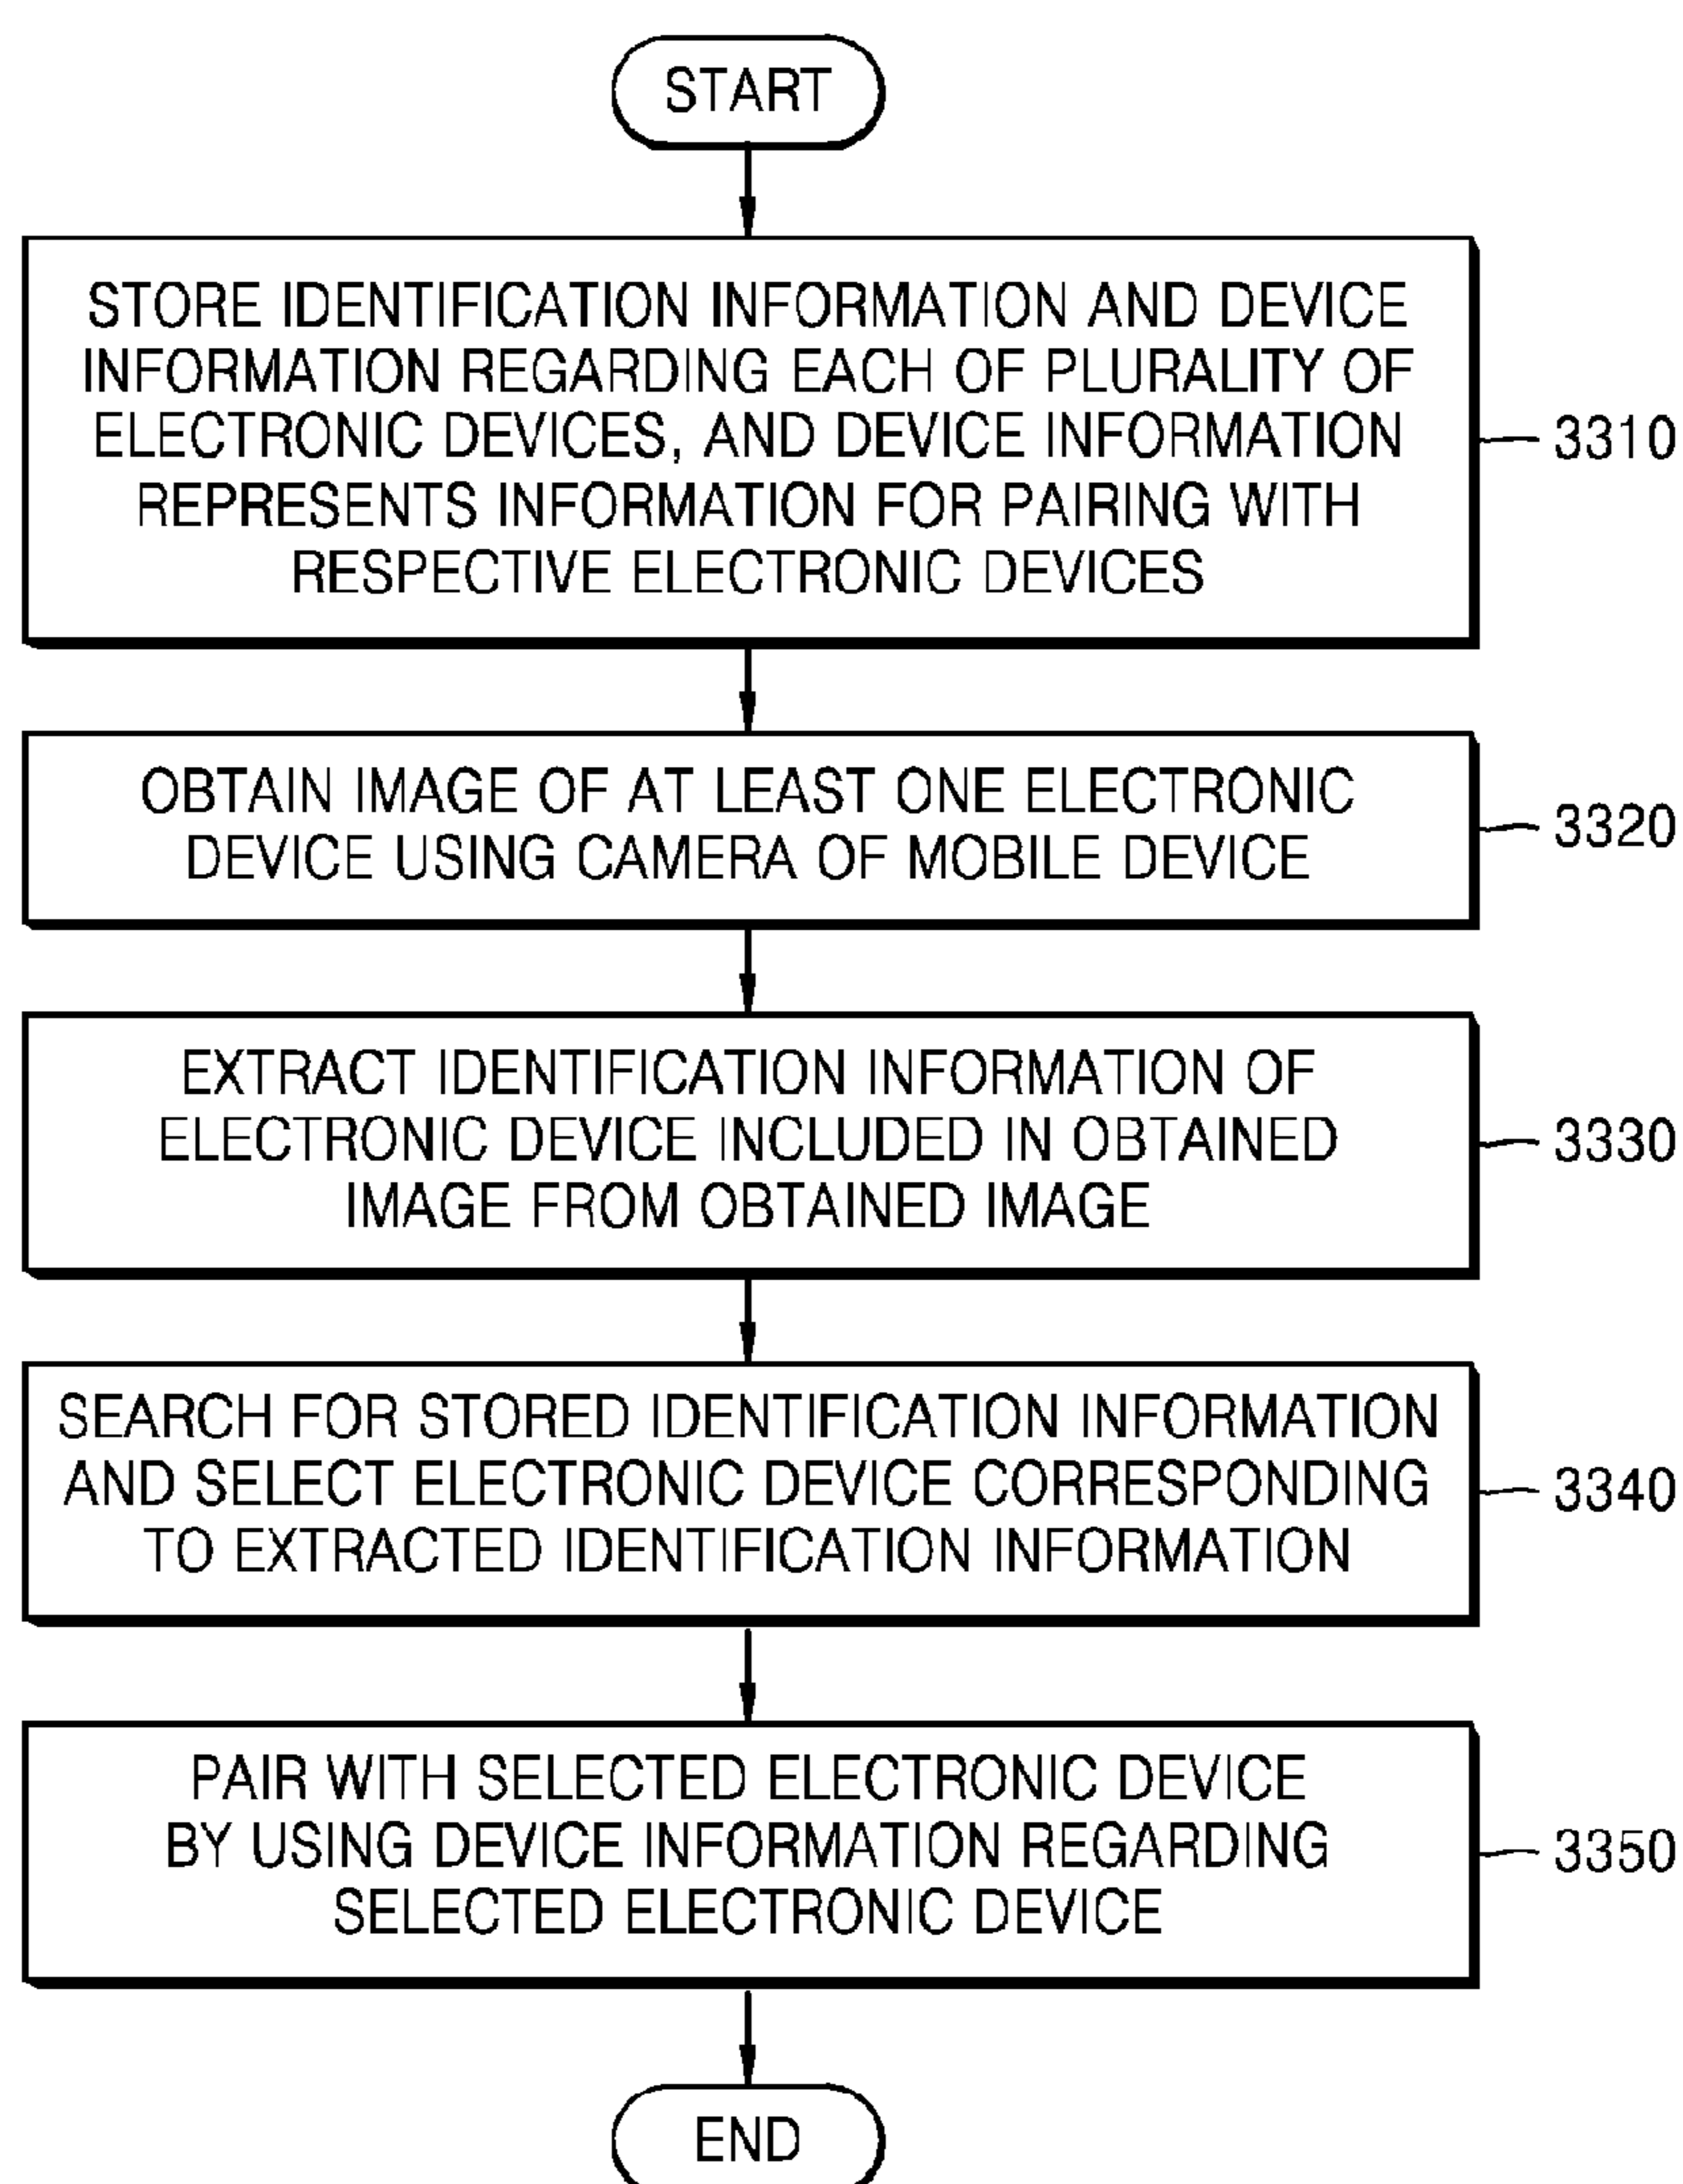 START
STORE IDENTIFICATION INFORMATION AND DEVICE
INFORMATION REGARDING EACH OF PLURALITY OF
ELECTRONIC DEVICES, AND DEVICE INFORMATION
REPRESENTS INFORMATION FOR PAIRING WITH
RESPECTIVE ELECTRONIC DEVICES
3310
OBTAIN IMAGE OF AT LEAST ONE ELECTRONIC
DEVICE USING CAMERA OF MOBILE DEVICE
3320
EXTRACT IDENTIFICATION INFORMATION OF
ELECTRONIC DEVICE INCLUDED IN OBTAINED
IMAGE FROM OBTAINED IMAGE
3330
SEARCH FOR STORED IDENTIFICATION INFORMATION
AND SELECT ELECTRONIC DEVICE CORRESPONDING
TO EXTRACTED IDENTIFICATION INFORMATION
3340
PAIR WITH SELECTED ELECTRONIC DEVICE
BY USING DEVICE INFORMATION REGARDING
SELECTED ELECTRONIC DEVICE
3350
END